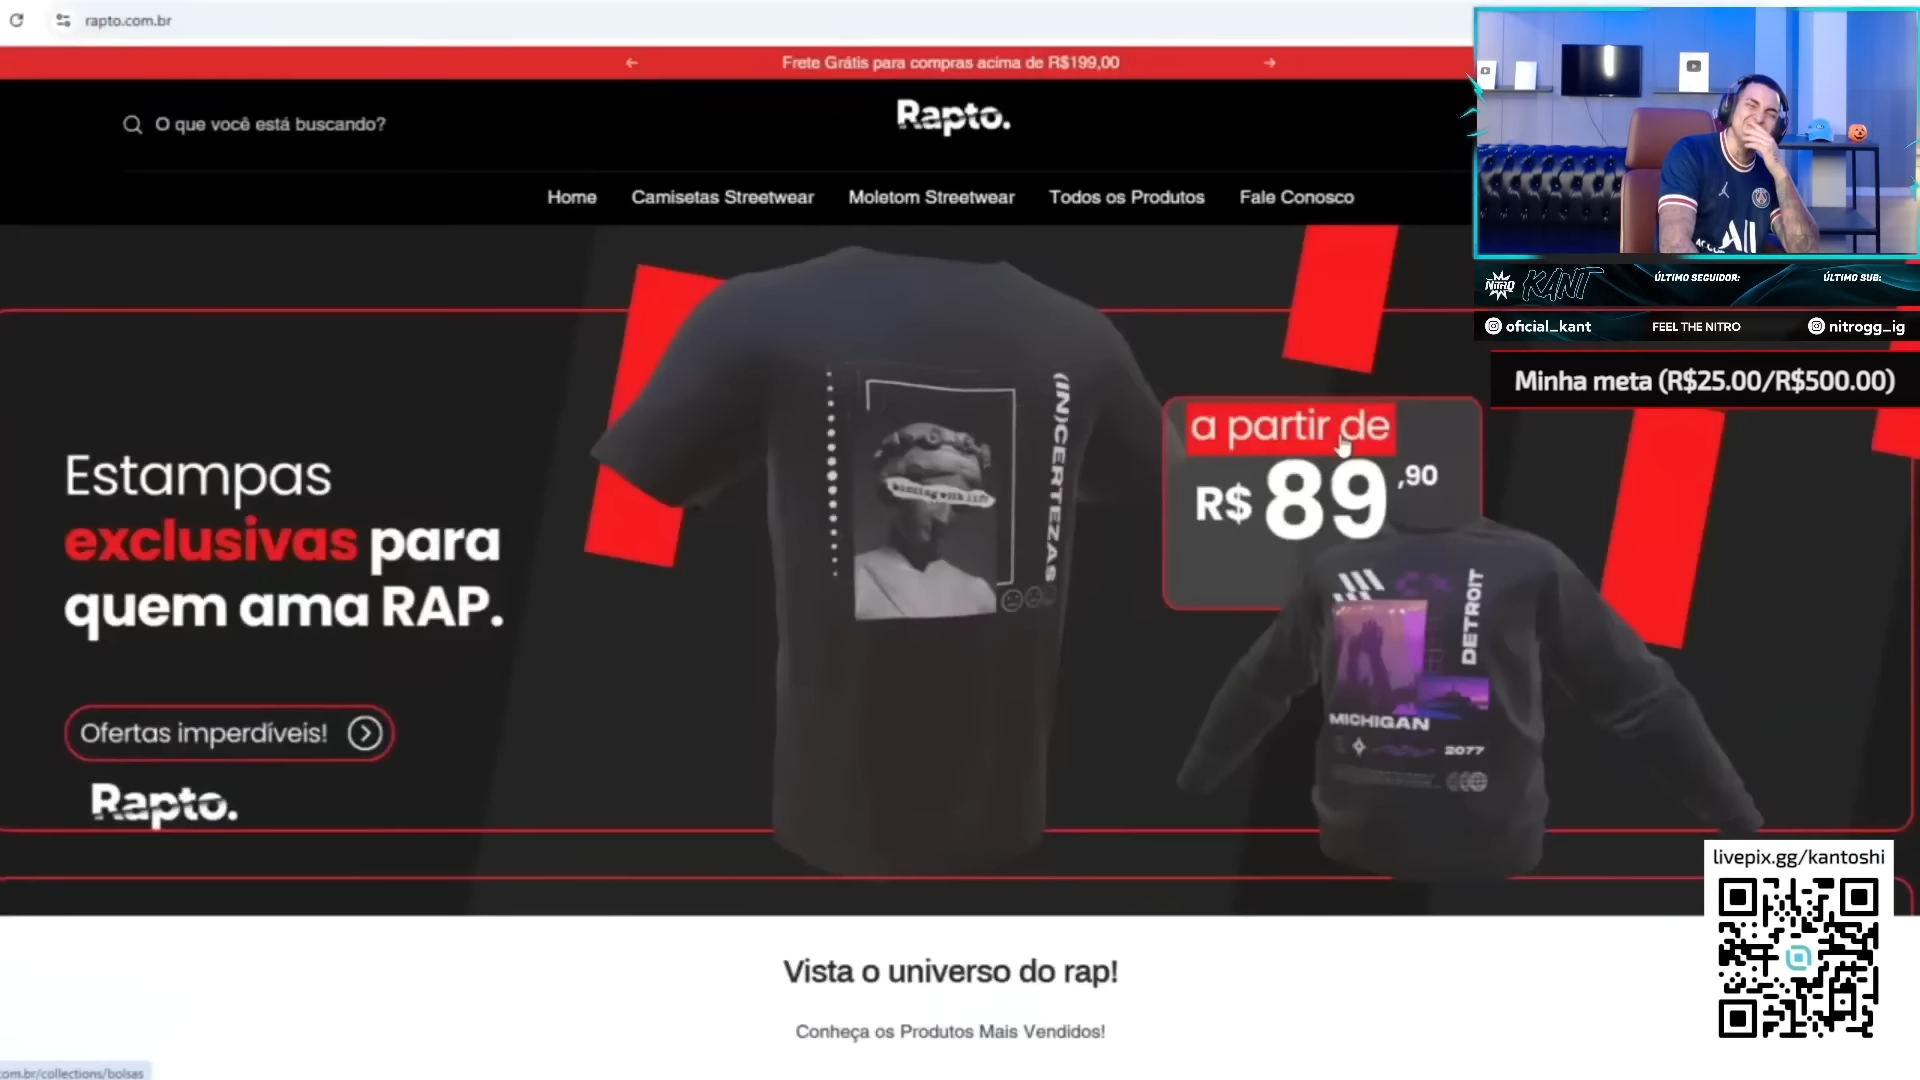 rapto.com.br
Frete Grátis para compras acima de R$199,00
O que você está buscando?
Rapto.
Home
Camisetas Streetwear
Moletom Streetwear
Todos os Produtos
Fale Conosco
NITRO
KANT
ÚLTIMO SEGUIDOR:
ÚLTIMO SUB:
oficial_kant
FEEL THE NITRO
nitrogg_ig
Minha meta (R$25.00/R$500.00)
Estampas
exclusivas para
quem ama RAP.
Ofertas imperdíveis!
Rapto.
(IN)CERTEZAS
a partir de
R$ 89,90
DETROIT
MICHIGAN
2077
livepix.gg/kantoshi
Vista o universo do rap!
Conheça os Produtos Mais Vendidos!
com.br/collections/bolsas